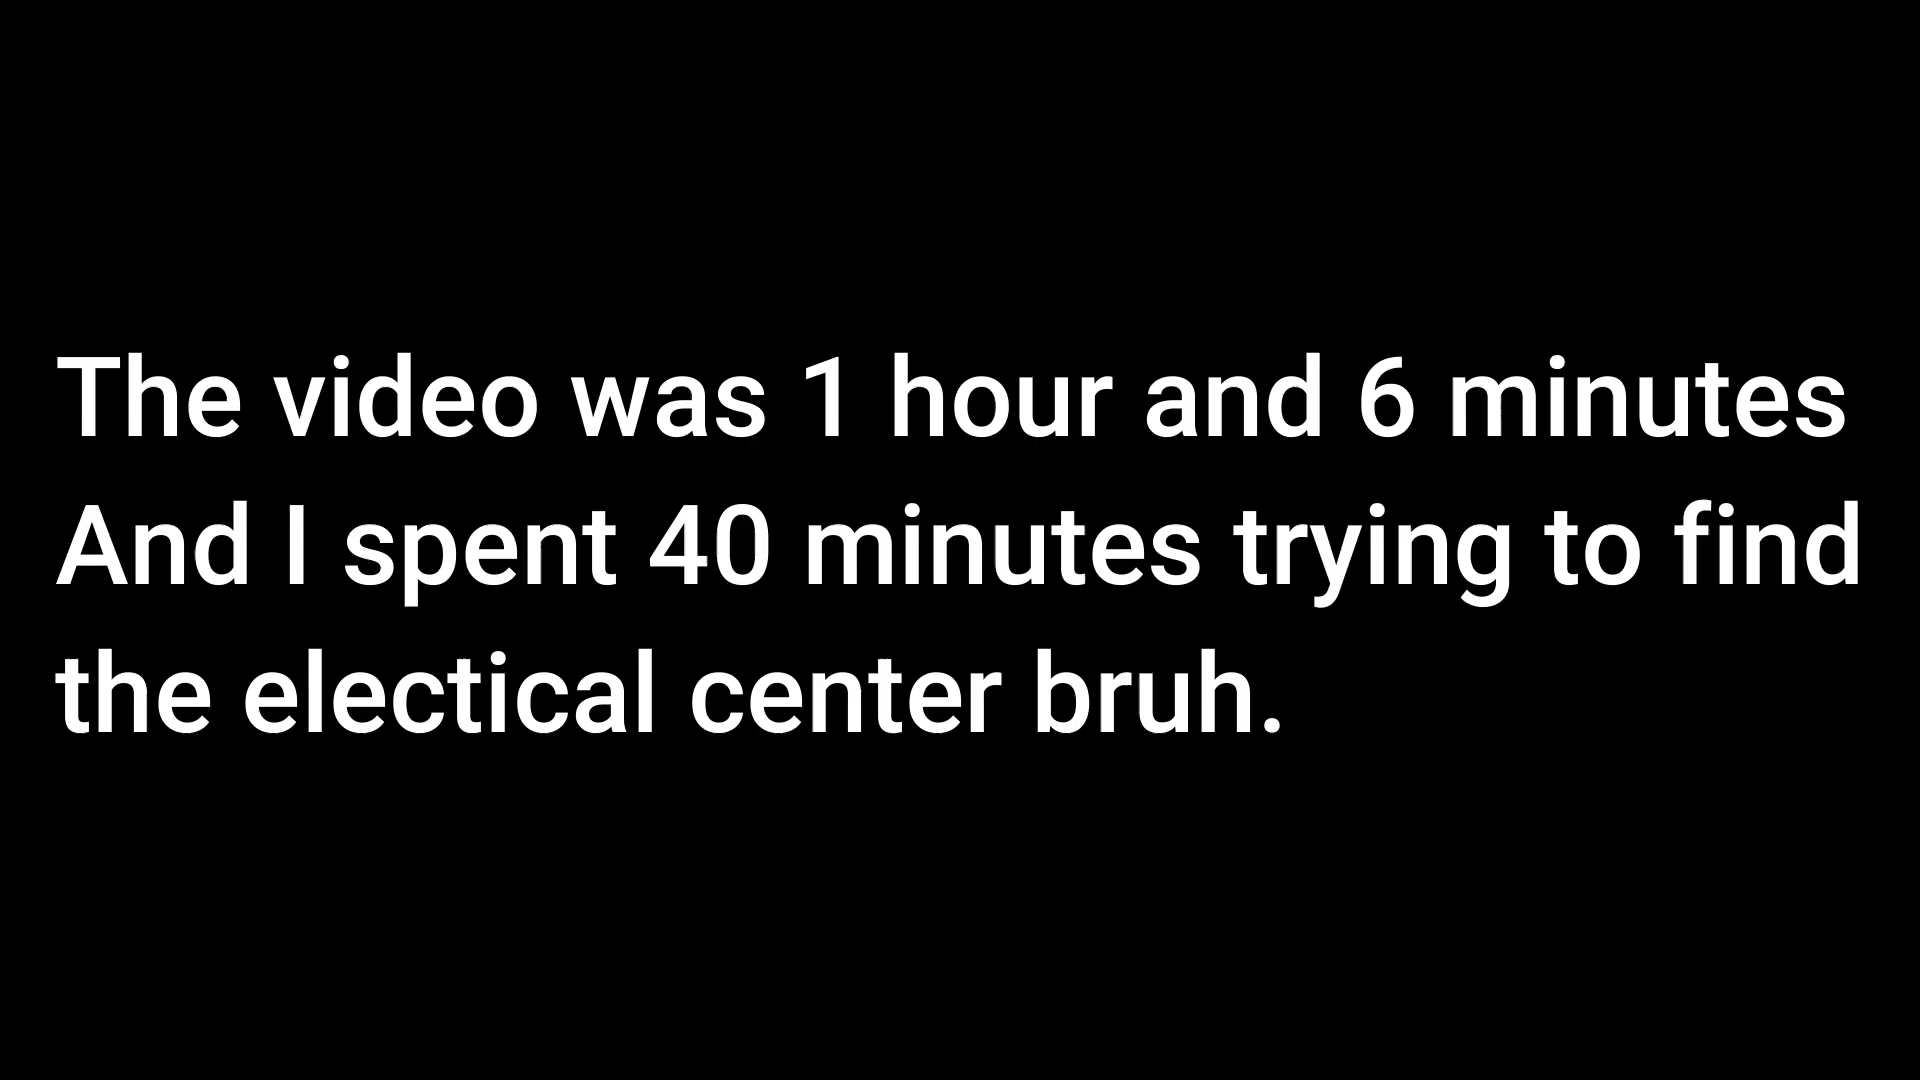 The video was 1 hour and 6 minutes
And I spent 40 minutes trying to find
the electical center bruh.